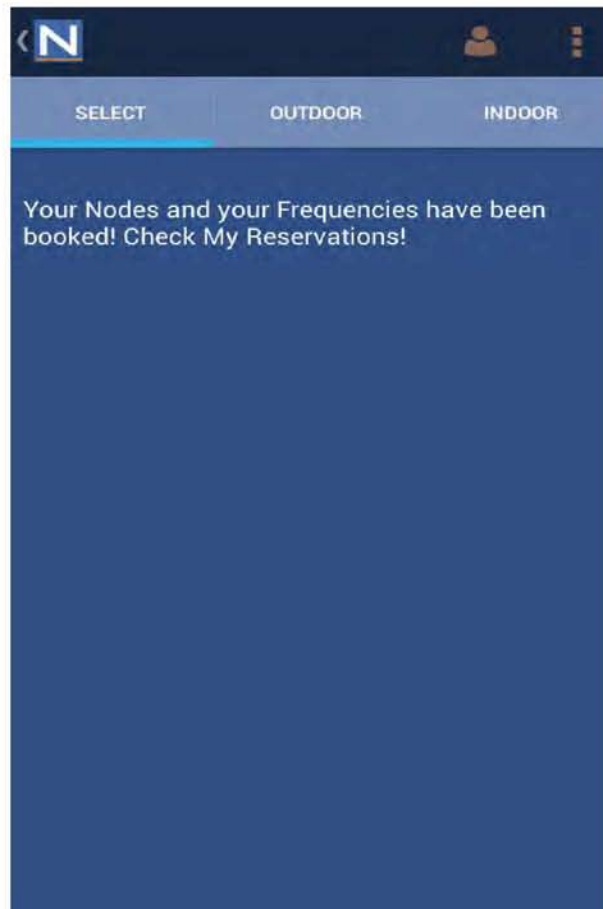 N
SELECT OUTDOOR INDOOR
Your Nodes and your Frequencies have been
booked! Check My Reservations!